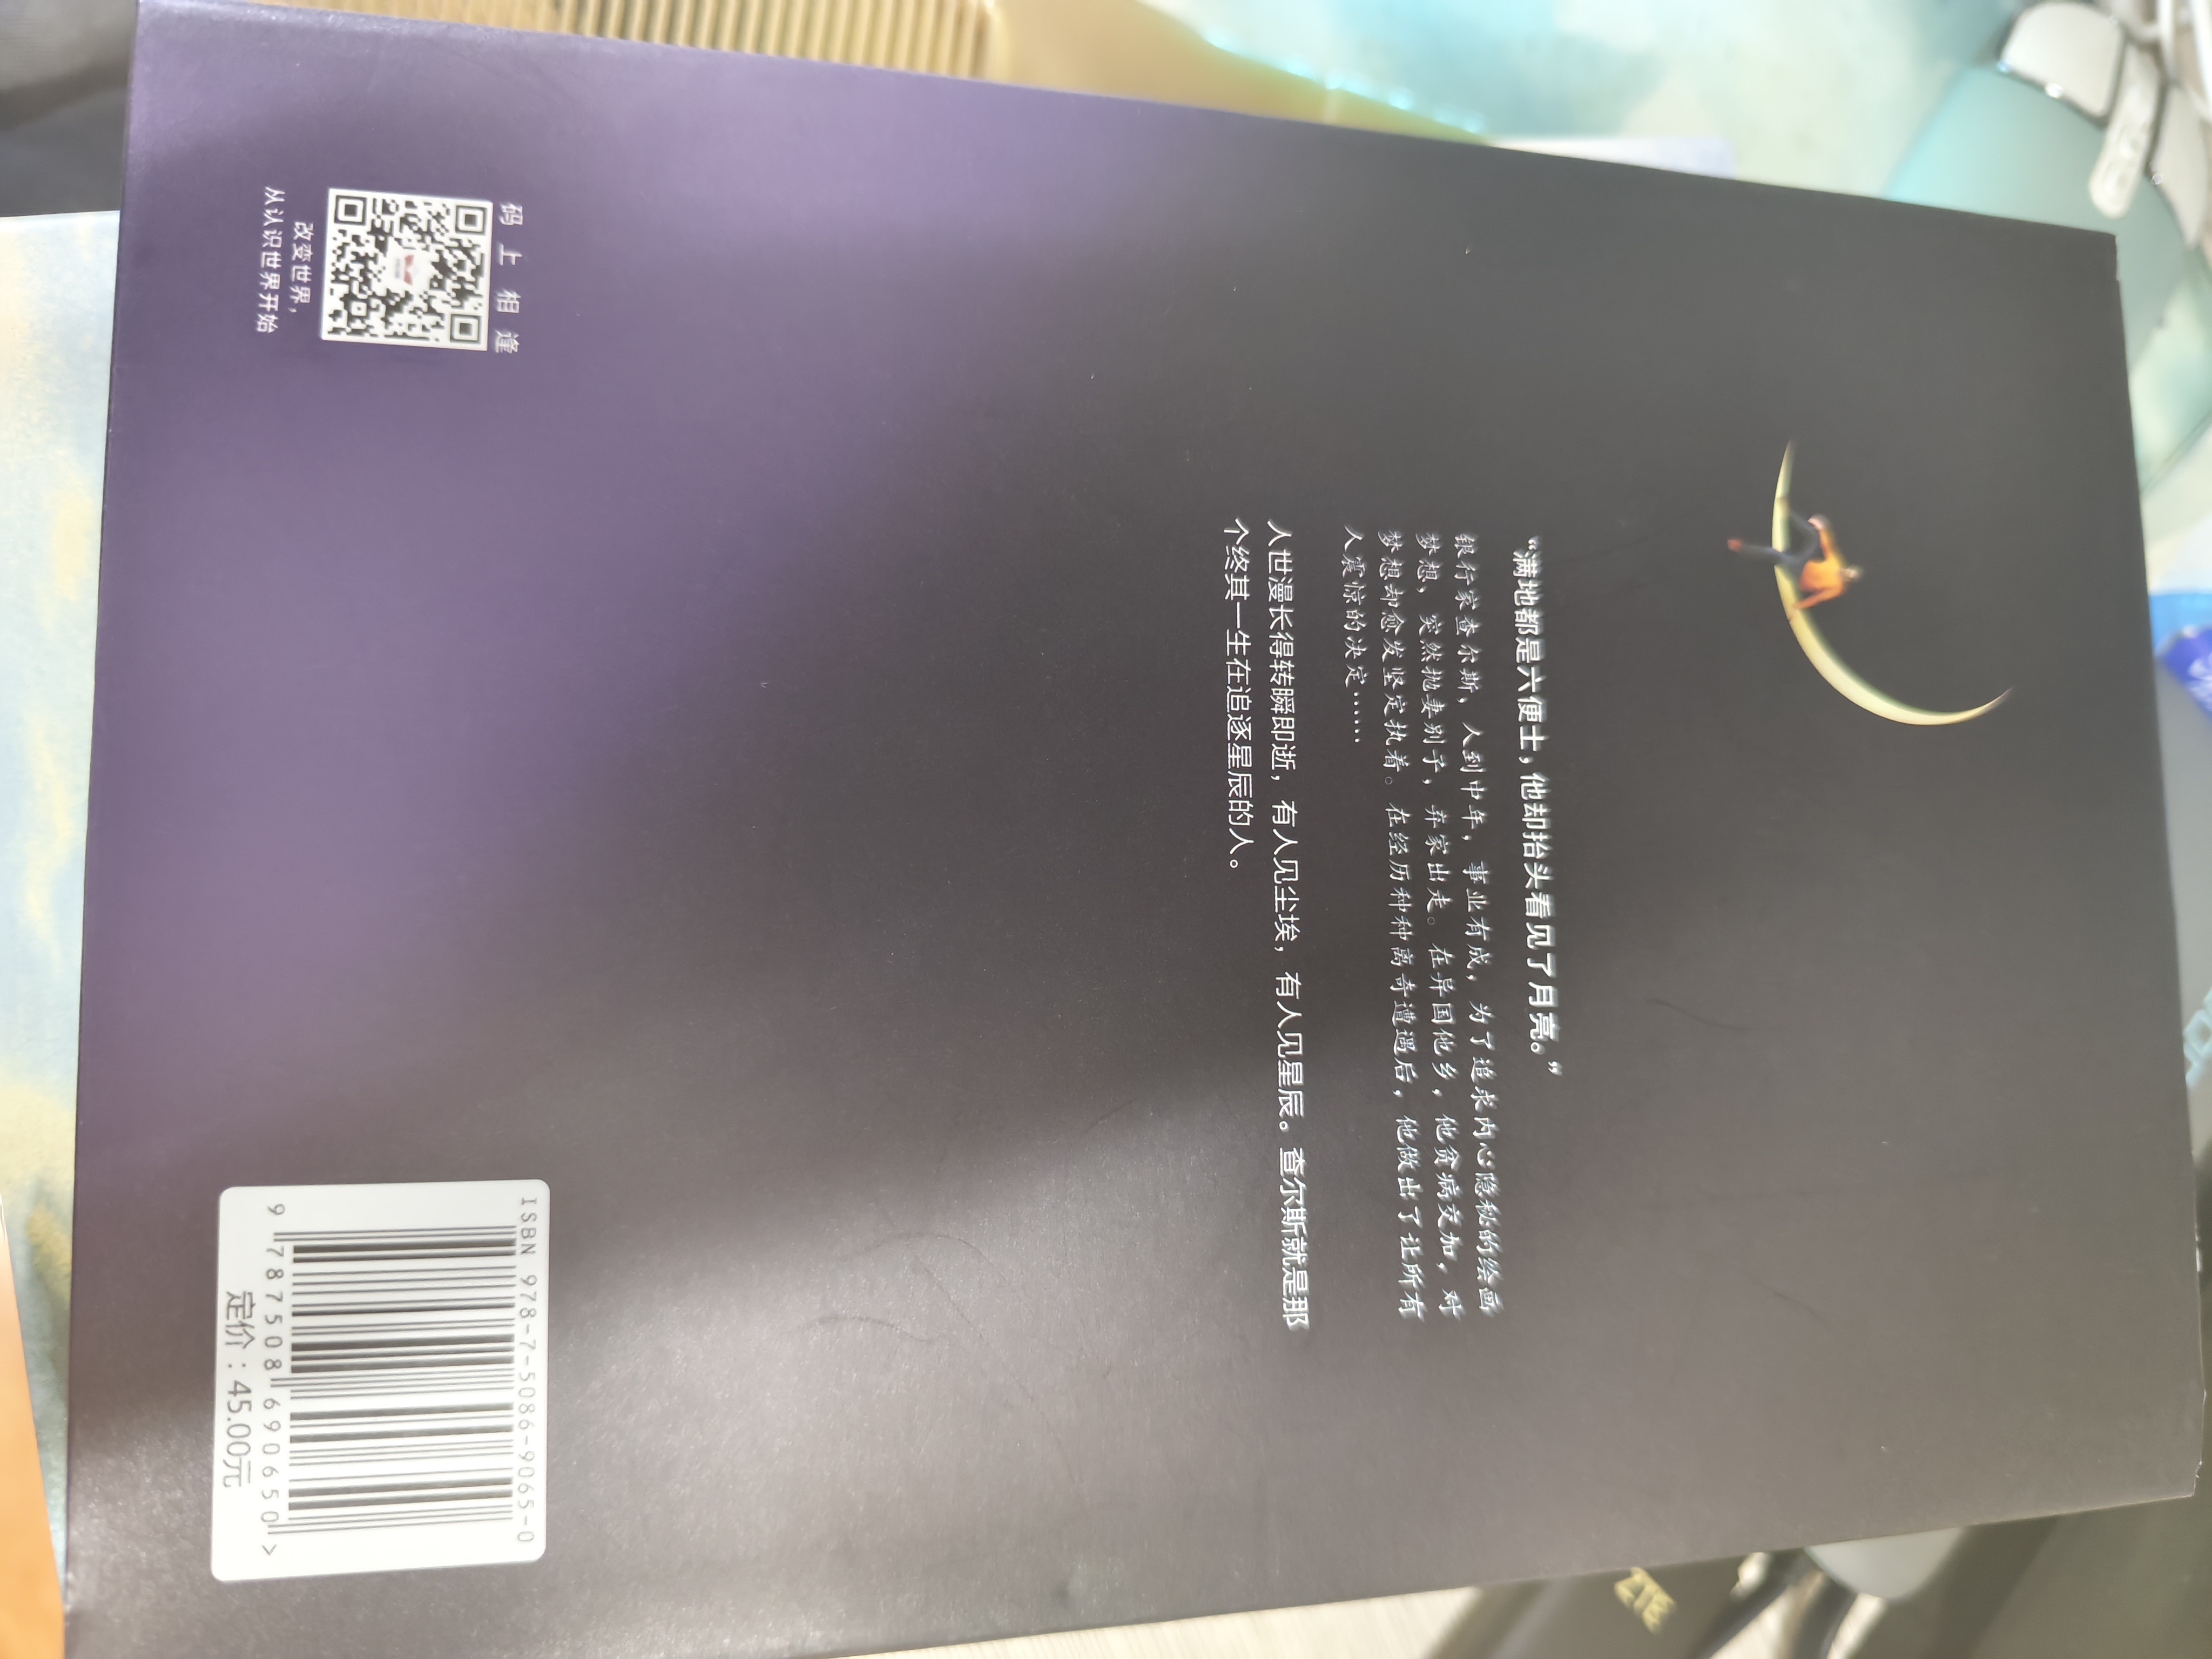 “满地都是六便士，他却抬头看见了月亮。”
银行家查尔斯，人到中年，事业有成，为了追求内心隐秘的绘画
梦想，突然抛妻别子，弃家出走。在异国他乡，他贫病交加，对
梦想却愈发坚定执着。在经历种种离奇遭遇后，他做出了让所有
人震惊的决定……
人世漫长得转瞬即逝，有人见尘埃，有人见星辰。查尔斯就是那
个终其一生在追逐星辰的人。
码上相逢
改变世界，
从认识世界开始
ISBN 978-7-5086-9065-0
9 787508 690650 >
定价：45.00元
ZTE